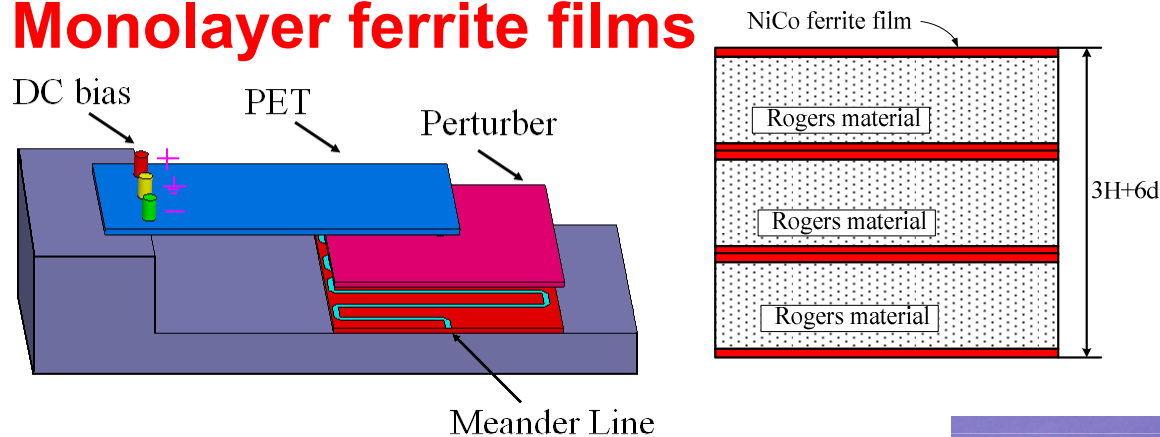 Monolayer ferrite films
DC bias
PET
Perturber
+
−
Meander Line
NiCo ferrite film
Rogers material
Rogers material
Rogers material
3H+6d